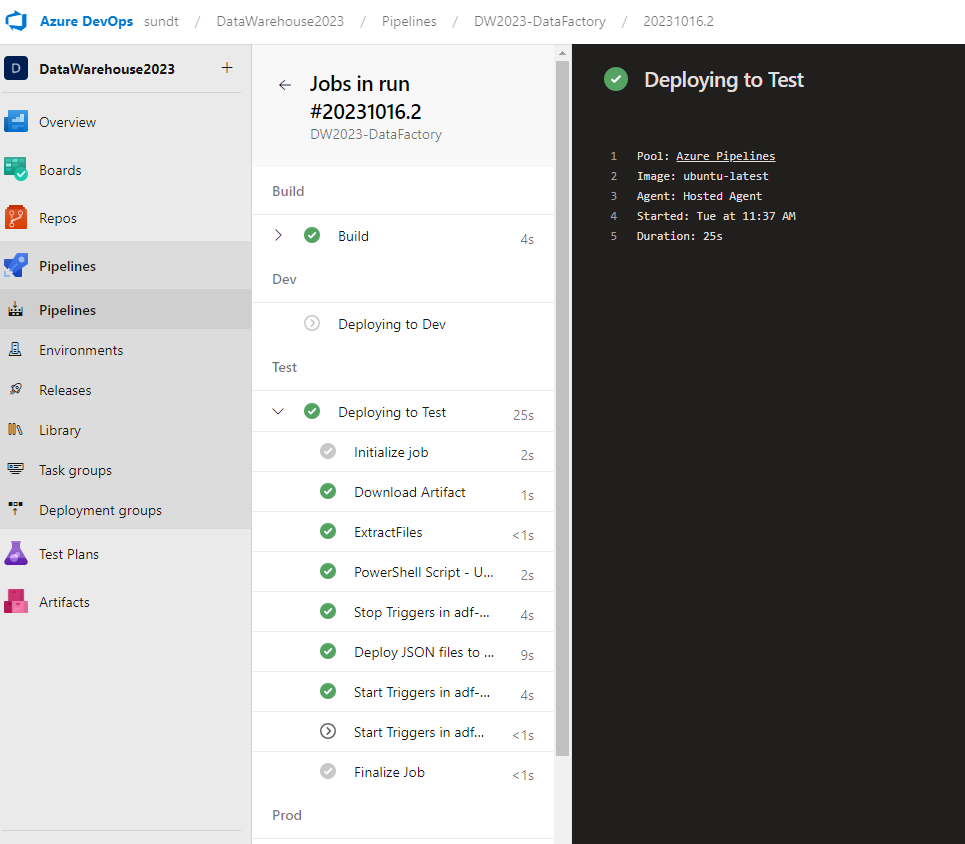 Azure DevOps sundt / DataWarehouse2023 / Pipelines / DW2023-DataFactory / 20231016.2
D DataWarehouse2023 +
Overview
Boards
Repos
Pipelines
Pipelines
Environments
Releases
Library
Task groups
Deployment groups
Test Plans
Artifacts
Jobs in run
#20231016.2
DW2023-DataFactory
Build
Build 4s
Dev
Deploying to Dev
Test
Deploying to Test 25s
Initialize job 2s
Download Artifact 1s
ExtractFiles <1s
PowerShell Script - U... 2s
Stop Triggers in adf-... 4s
Deploy JSON files to ... 9s
Start Triggers in adf-... 4s
Start Triggers in adf... <1s
Finalize Job <1s
Prod
Deploying to Test
1 Pool: Azure Pipelines
2 Image: ubuntu-latest
3 Agent: Hosted Agent
4 Started: Tue at 11:37 AM
5 Duration: 25s